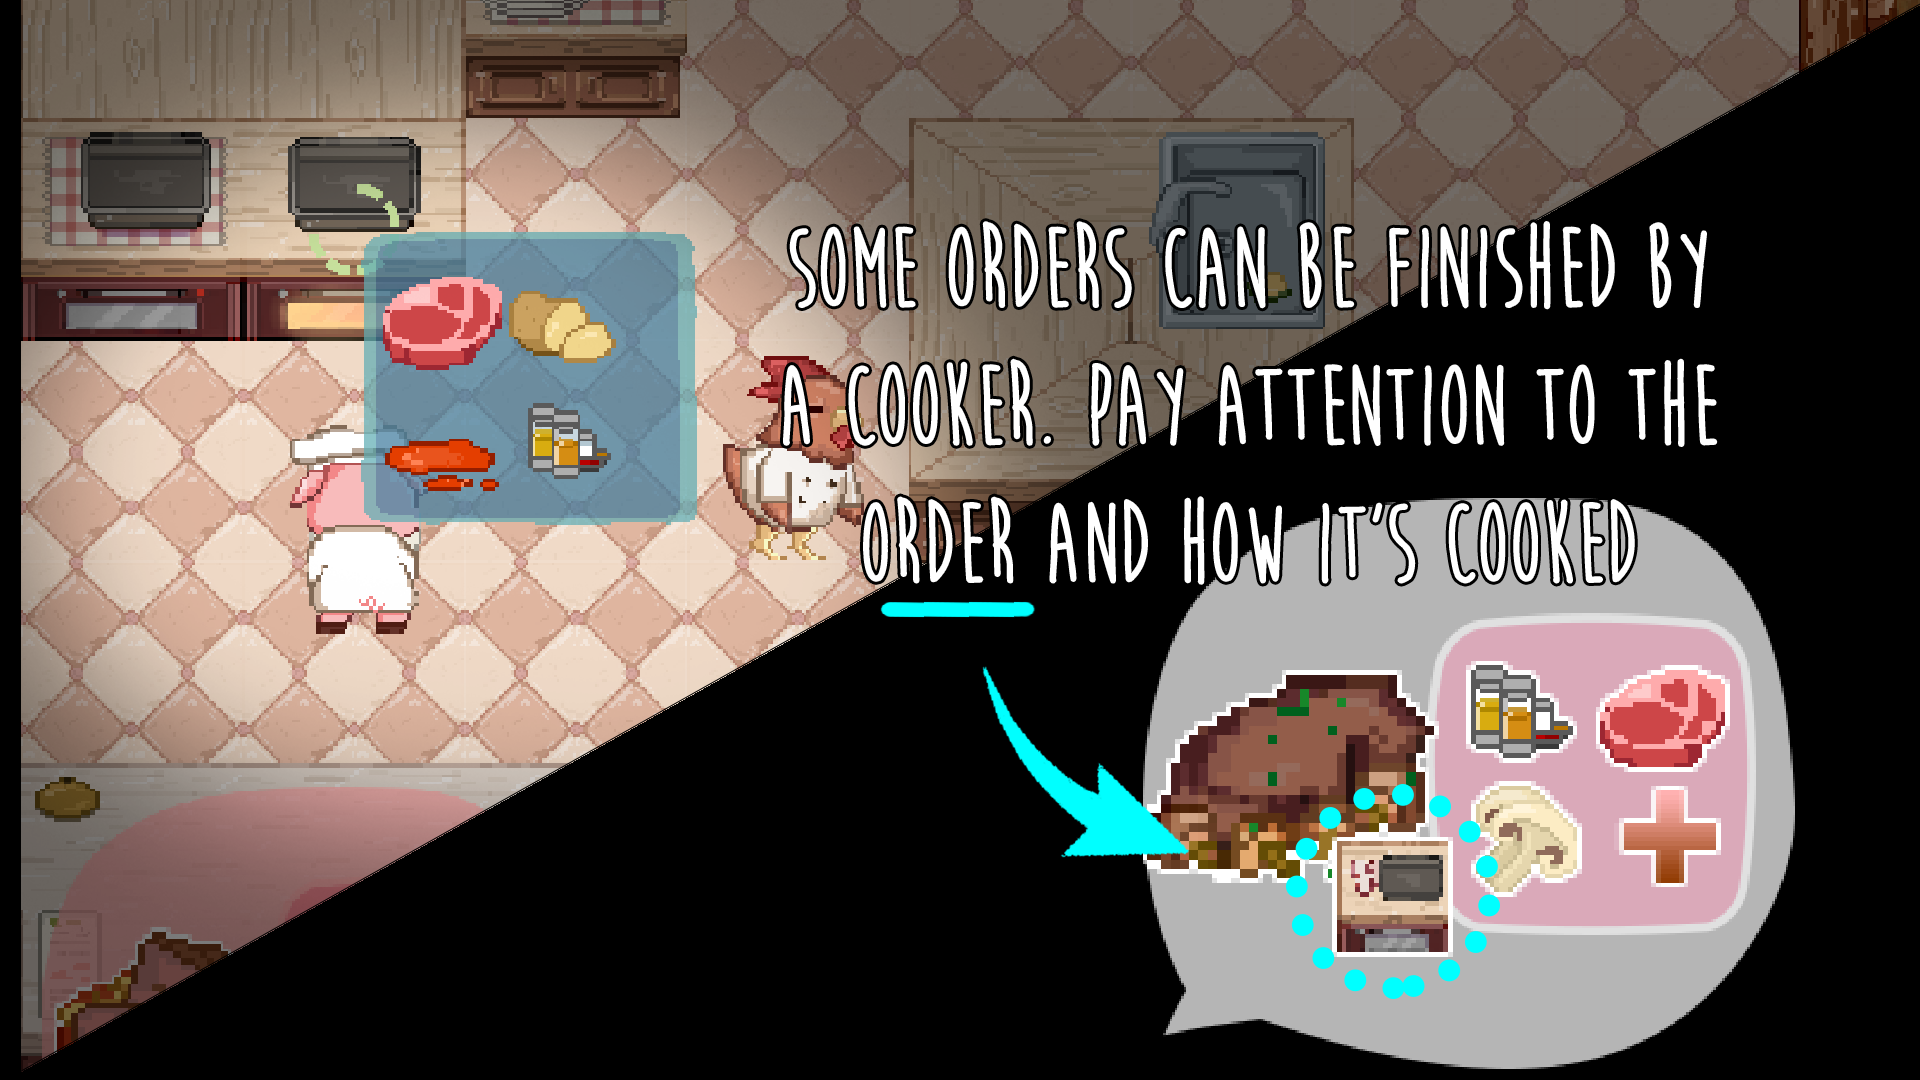 SOME ORDERS CAN BE FINISHED BY
A COOKER. PAY ATTENTION TO THE
ORDER AND HOW IT'S COOKED